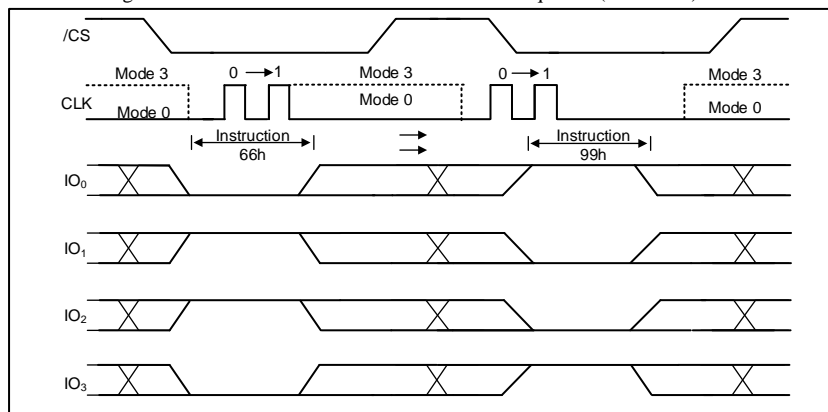 /CS
Mode 3 0 → 1 Mode 3 0 → 1 Mode 3
CLK Mode 0 Mode 0 Mode 0
Instruction Instruction
66h 99h
IO₀
IO₁
IO₂
IO₃